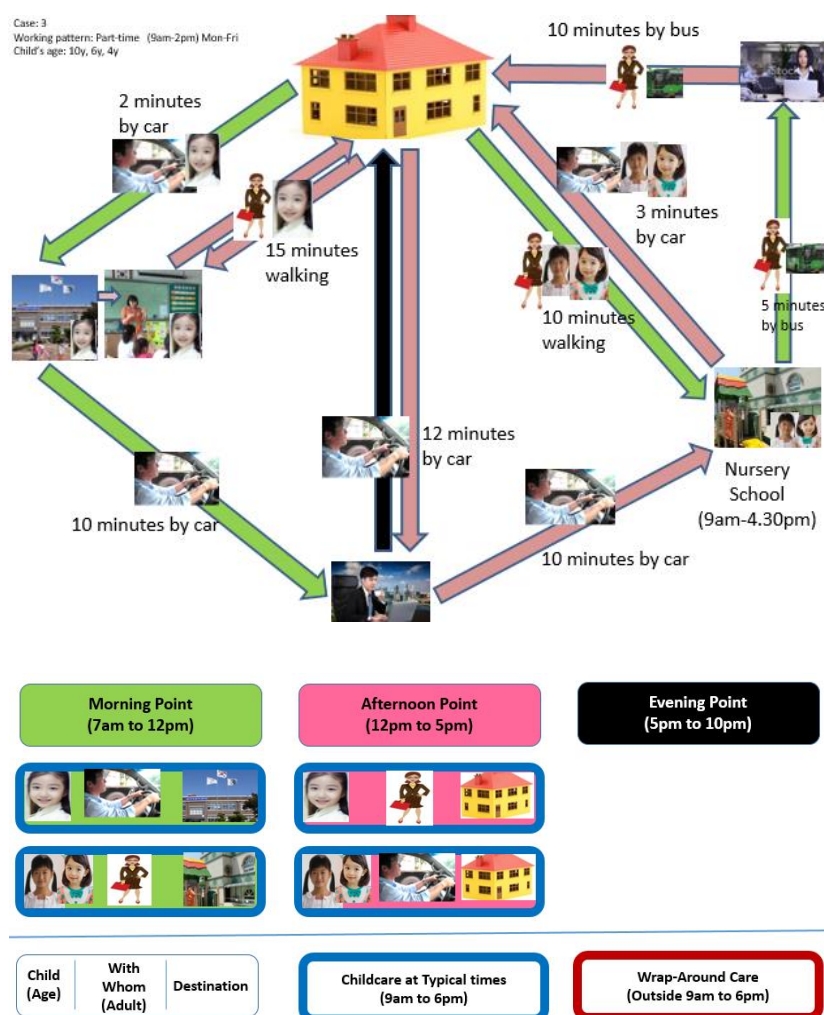 Case: 3
Working pattern: Part-time (9am-2pm) Mon-Fri
Child's age: 10y, 6y, 4y
10 minutes by bus
iStock
2 minutes
by car
15 minutes
walking
3 minutes
by car
10 minutes
walking
5 minutes
by bus
12 minutes
by car
10 minutes by car
Nursery
School
(9am-4.30pm)
10 minutes by car
Morning Point
(7am to 12pm)
Afternoon Point
(12pm to 5pm)
Evening Point
(5pm to 10pm)
Child
(Age)
With
Whom
(Adult)
Destination
Childcare at Typical times
(9am to 6pm)
Wrap-Around Care
(Outside 9am to 6pm)